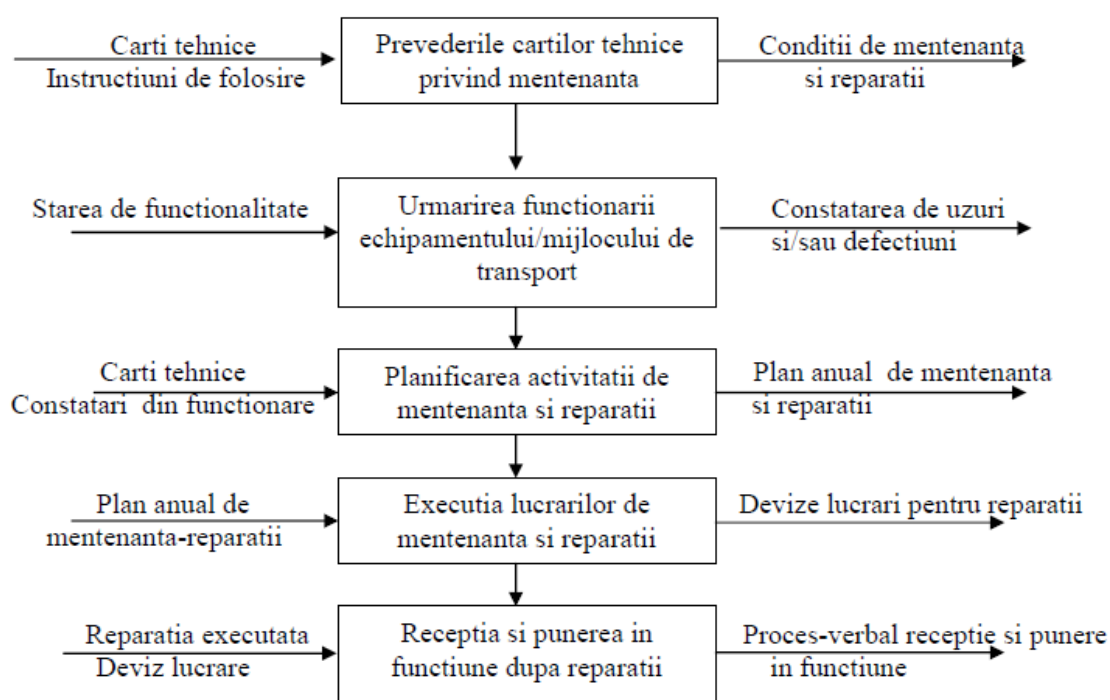 Carti tehnice
Instructiuni de folosire
Prevederile cartilor tehnice
privind mentenanta
Conditii de mentenanta
si reparatii
Starea de functionalitate
Urmarirea functionarii
echipamentului/mijlocului de
transport
Constatarea de uzuri
si/sau defectiuni
Carti tehnice
Constatari din functionare
Planificarea activitatii de
mentenanta si reparatii
Plan anual de mentenanta
si reparatii
Plan anual de
mentenanta-reparatii
Executia lucrarilor de
mentenanta si reparatii
Devize lucrari pentru reparatii
Reparatia executata
Deviz lucrare
Receptia si punerea in
functiune dupa reparatii
Proces-verbal receptie si punere
in functiune